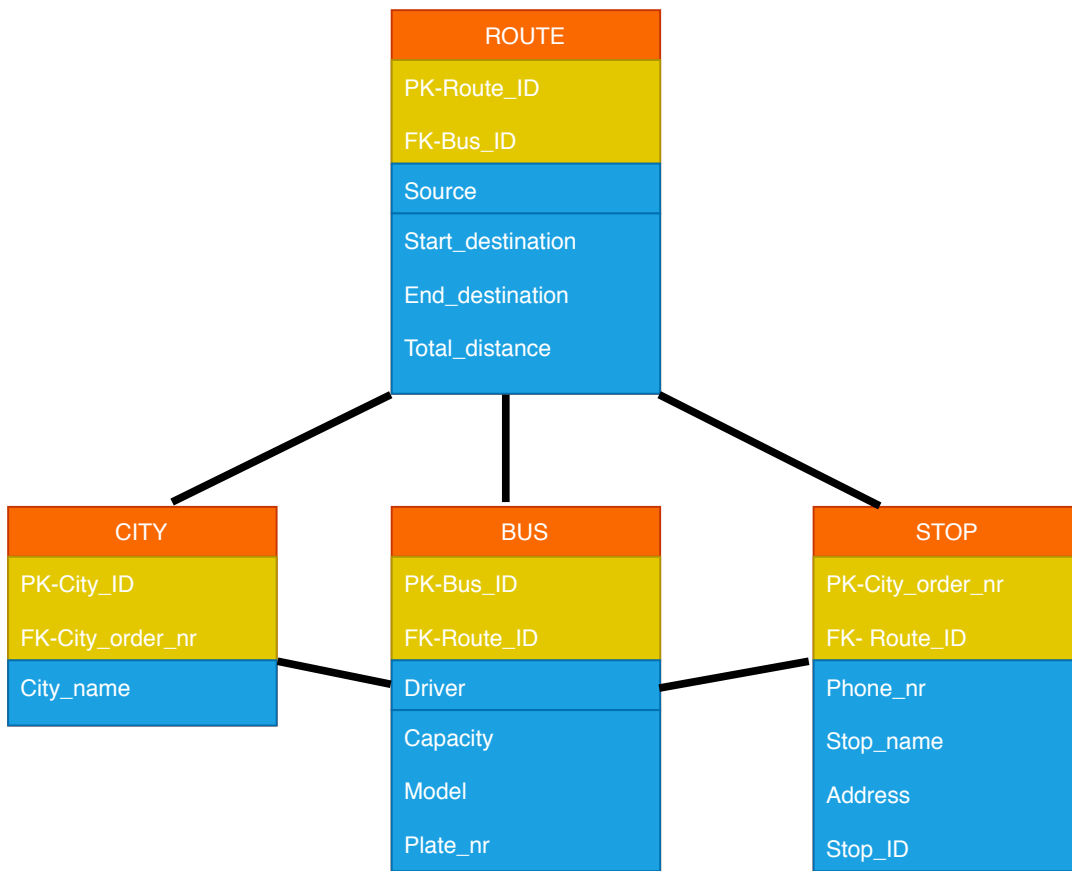 ROUTE
PK-Route_ID
FK-Bus_ID
Source
Start_destination
End_destination
Total_distance
CITY
PK-City_ID
FK-City_order_nr
City_name
BUS
PK-Bus_ID
FK-Route_ID
Driver
Capacity
Model
Plate_nr
STOP
PK-City_order_nr
FK- Route_ID
Phone_nr
Stop_name
Address
Stop_ID